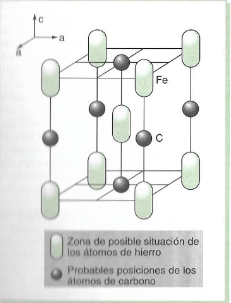 c
a
a
Fe
C
Zona de posible situación de
los átomos de hierro
Probables posiciones de los
átomos de carbono